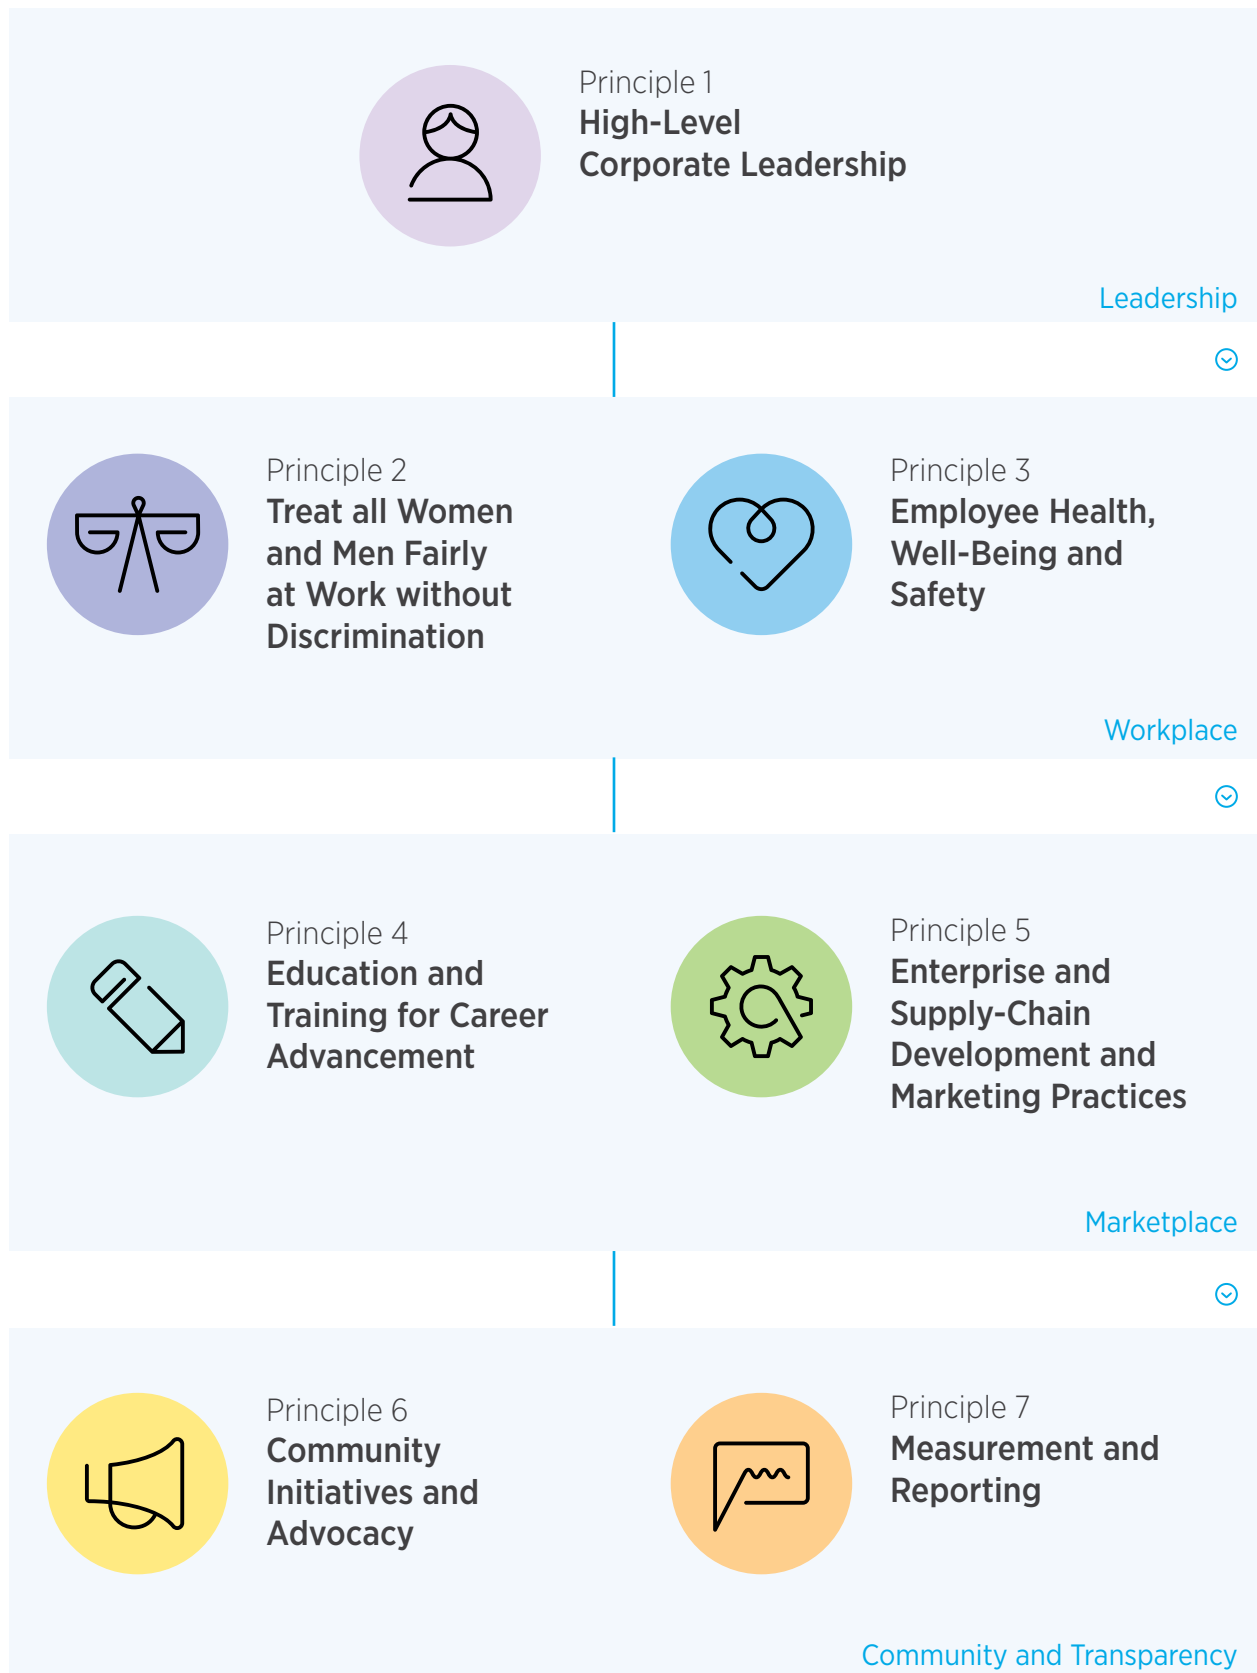 Principle 1
High-Level
Corporate Leadership
Leadership
Principle 2
Treat all Women
and Men Fairly
at Work without
Discrimination
Principle 3
Employee Health,
Well-Being and
Safety
Workplace
Principle 4
Education and
Training for Career
Advancement
Principle 5
Enterprise and
Supply-Chain
Development and
Marketing Practices
Marketplace
Principle 6
Community
Initiatives and
Advocacy
Principle 7
Measurement and
Reporting
Community and Transparency